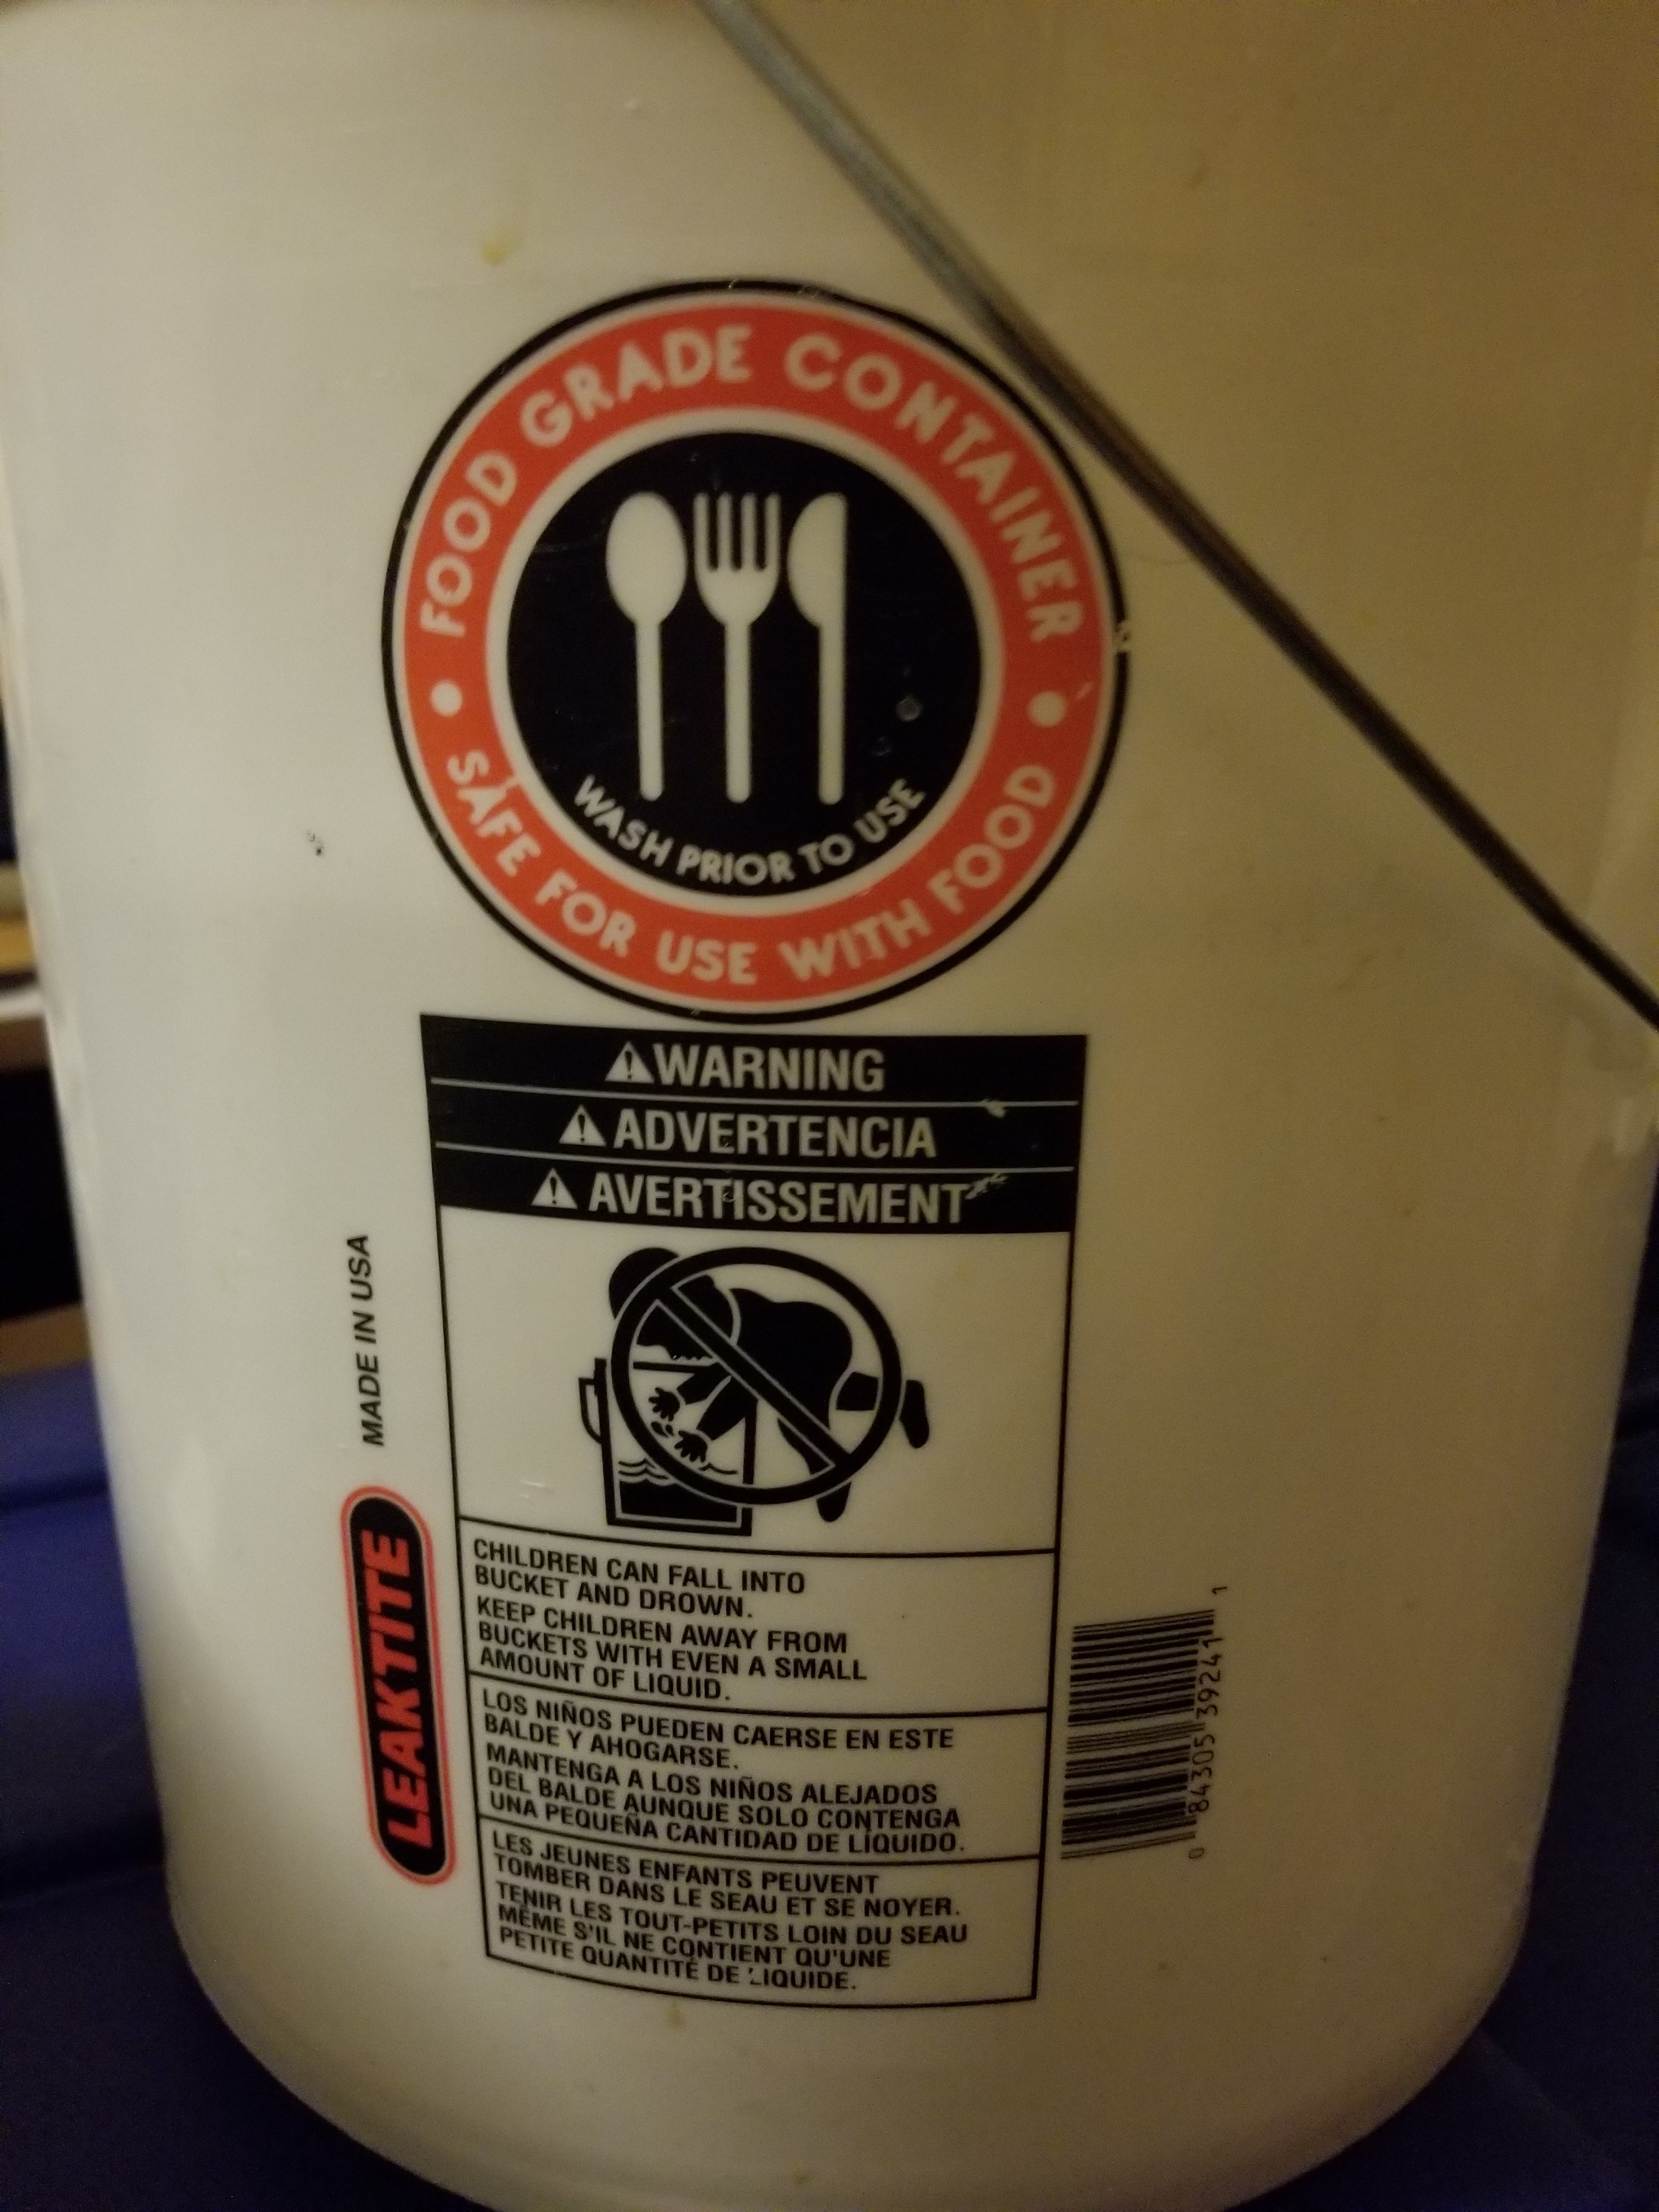 FOOD GRADE CONTAINER
WASH PRIOR TO USE
SAFE FOR USE WITH FOOD
WARNING
ADVERTENCIA
AVERTISSEMENT
MADE IN USA
LEAKTITE
CHILDREN CAN FALL INTO
BUCKET AND DROWN.
KEEP CHILDREN AWAY FROM
BUCKETS WITH EVEN A SMALL
AMOUNT OF LIQUID.
LOS NIÑOS PUEDEN CAERSE EN ESTE
BALDE Y AHOGARSE.
MANTENGA A LOS NIÑOS ALEJADOS
DEL BALDE AUNQUE SOLO CONTENGA
UNA PEQUEÑA CANTIDAD DE LÍQUIDO.
LES JEUNES ENFANTS PEUVENT
TOMBER DANS LE SEAU ET SE NOYER.
TENIR LES TOUT-PETITS LOIN DU SEAU
MÊME S'IL NE CONTIENT QU'UNE
PETITE QUANTITÉ DE LIQUIDE.
0 84305 39241 1